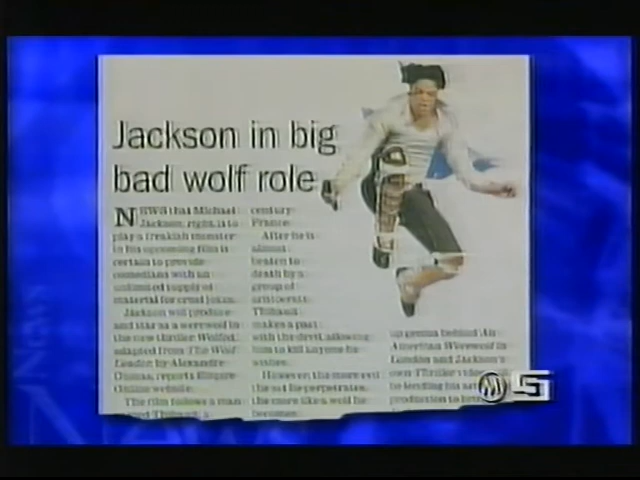 Jackson in big
bad wolf role
NEWS that Michael
Jackson, right, is to
play a freakish monster
in his upcoming film is
certain to provide
comedians with an
unlimited supply of
material for cruel jokes.
Jackson will produce
and star as a werewolf in
the new thriller Wolfed,
adapted from The Wolf
Leader by Alexandre
Dumas, reports Empire
Online website.
The film follows a man
century
France.
After he is
almost
beaten to
death by a
group of
aristocrats
Thibault
makes a pact
with the devil, allowing
him to kill anyone he
wishes.
However, the more evil
the act he perpetrates,
the more like a wolf he
becomes.
behind An
American Werewolf in
London and Jackson's
own Thriller video
be lending his
production to
M 5
News